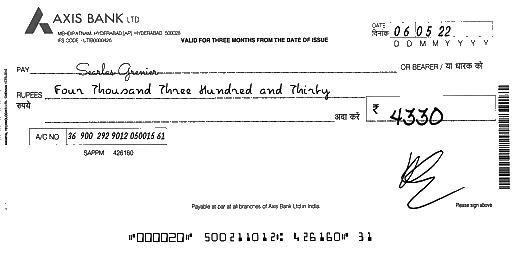 AXIS BANK LTD
MEHDIPATNAM, HYDERABAD [AP] HYDERABAD 500028
IFS CODE - UTIB0000426
VALID FOR THREE MONTHS FROM THE DATE OF ISSUE
DATE
दिनांक 06 05 22
D D M M Y Y Y Y
PAY Searlas Grenier OR BEARER / या धारक को
RUPEES Four Thousand Three Hundred and Thirty
रुपये अदा करें ₹ 4330
A/C NO 36 900 292 9012 050015 61
SAPPM 426160
Payable at par at all branches of Axis Bank Ltd in India.
Please sign above
⑈000020⑈ 500211012⑆ 426160⑈ 31